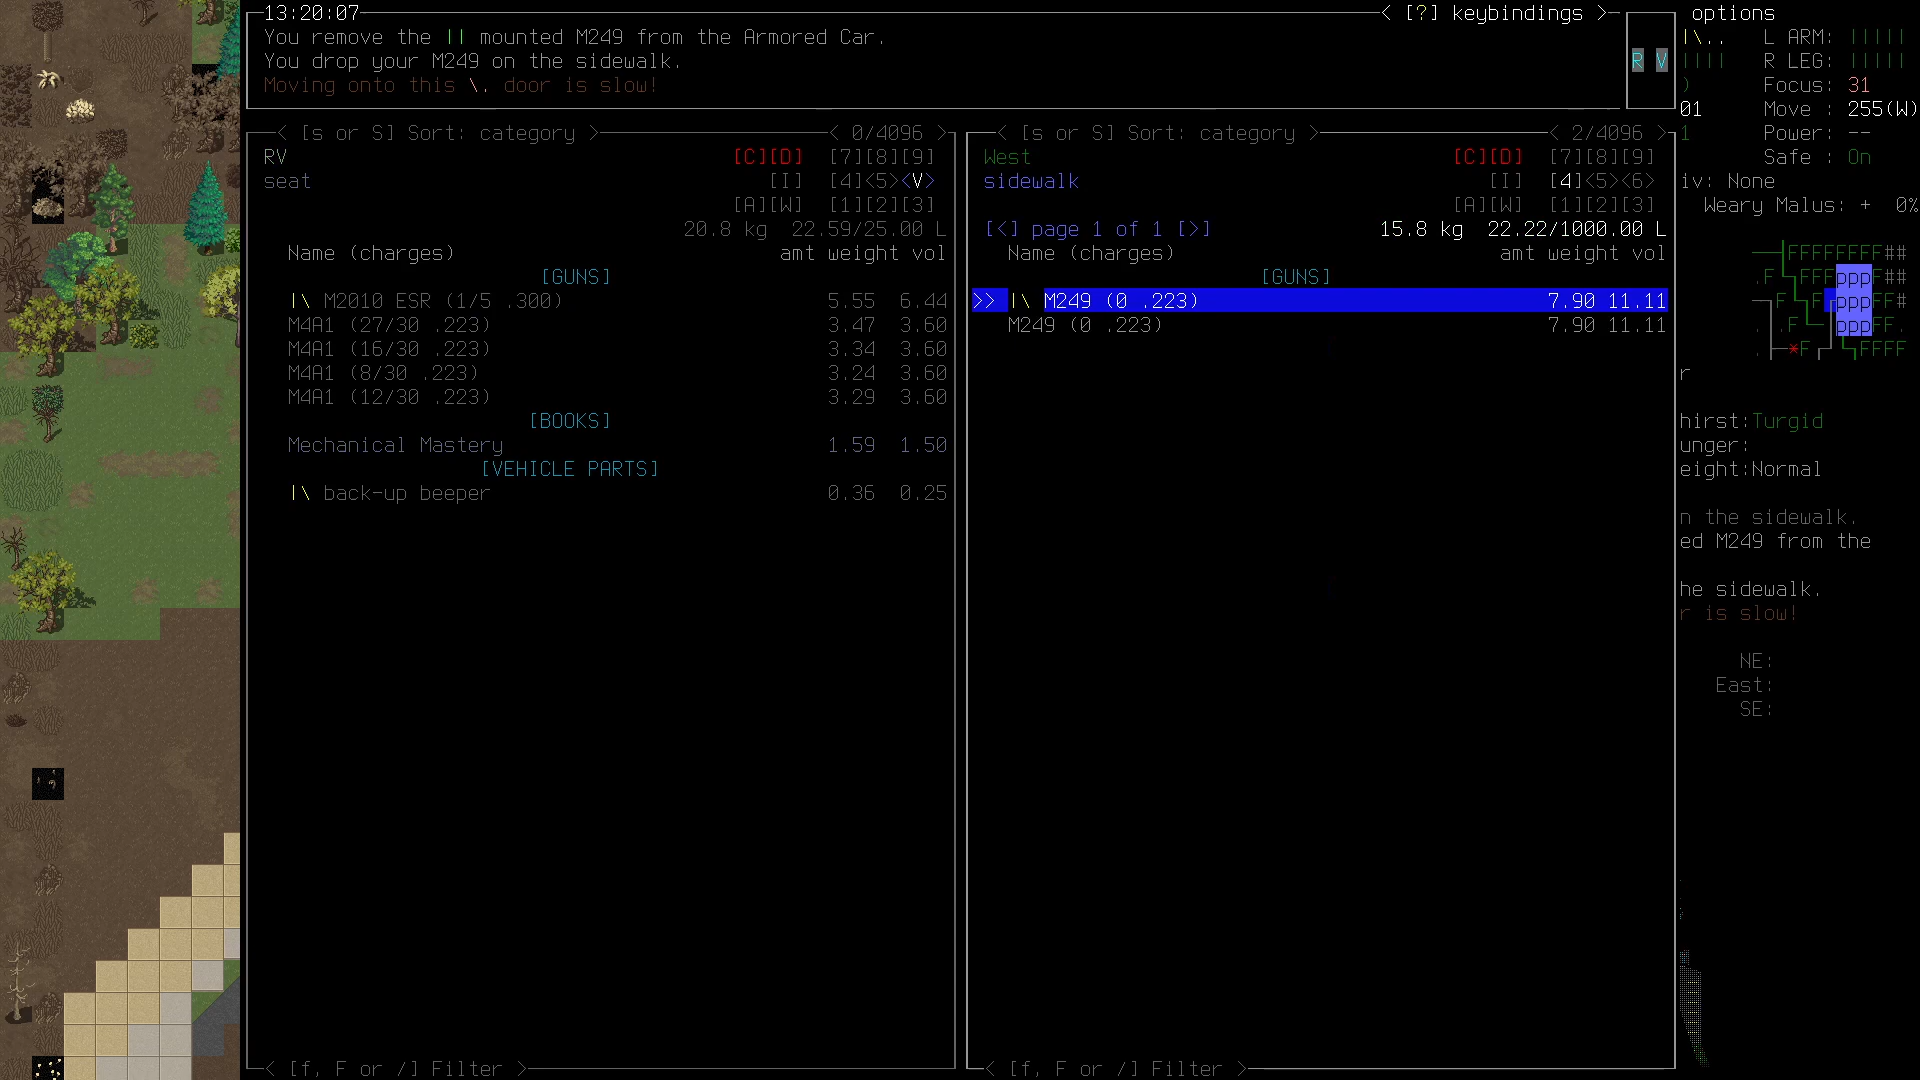 13:20:07 < [?] keybindings >
You remove the || mounted M249 from the Armored Car.
You drop your M249 on the sidewalk.
Moving onto this \. door is slow!
R V
< [s or S] Sort: category > < 0/4096 >
RV [C][D] [7][8][9]
seat [I] [4]<5><V>
[A][W] [1][2][3]
20.8 kg 22.59/25.00 L
Name (charges) amt weight vol
[GUNS]
|\ M2010 ESR (1/5 .300) 5.55 6.44
M4A1 (27/30 .223) 3.47 3.60
M4A1 (16/30 .223) 3.34 3.60
M4A1 (8/30 .223) 3.24 3.60
M4A1 (12/30 .223) 3.29 3.60
[BOOKS]
Mechanical Mastery 1.59 1.50
[VEHICLE PARTS]
|\ back-up beeper 0.36 0.25
< [f, F or /] Filter >
< [s or S] Sort: category > < 2/4096 >
West [C][D] [7][8][9]
sidewalk [I] [4]<5><6>
[A][W] [1][2][3]
[<] page 1 of 1 [>] 15.8 kg 22.22/1000.00 L
Name (charges) amt weight vol
[GUNS]
>> |\ M249 (0 .223) 7.90 11.11
M249 (0 .223) 7.90 11.11
< [f, F or /] Filter >
options
|\.. L ARM: |||||
|||| R LEG: |||||
) Focus: 31
01 Move : 255(W)
1 Power: --
Safe : On
iv: None
Weary Malus: + 0%
FFFFFFFF##
.F FFFppp##
F FpppFF#
. .F pppFF.
. *F FFFF
r
hirst:Turgid
unger:
eight:Normal
n the sidewalk.
ed M249 from the
he sidewalk.
r is slow!
NE:
East:
SE: